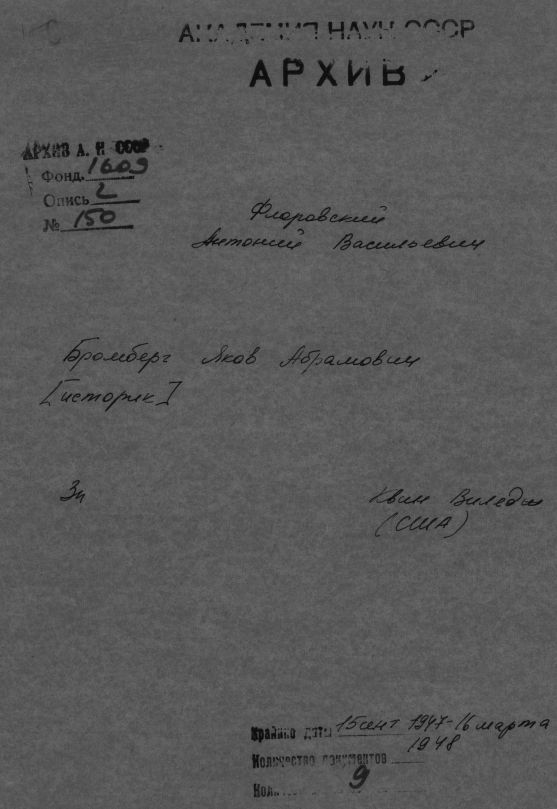 АКАДЕМИЯ НАУК СССР
АРХИВ
АРХИВ А. Н. СССР
Фонд. 1609
Опись 2
№ 150
Флоровский
Антоний Васильевич
Бромберг Яков Абрамович
[историк]
3п
Квин Виледж
(США)
Крайние даты 15 сент 1947-16 марта
1948
Количество документов
9